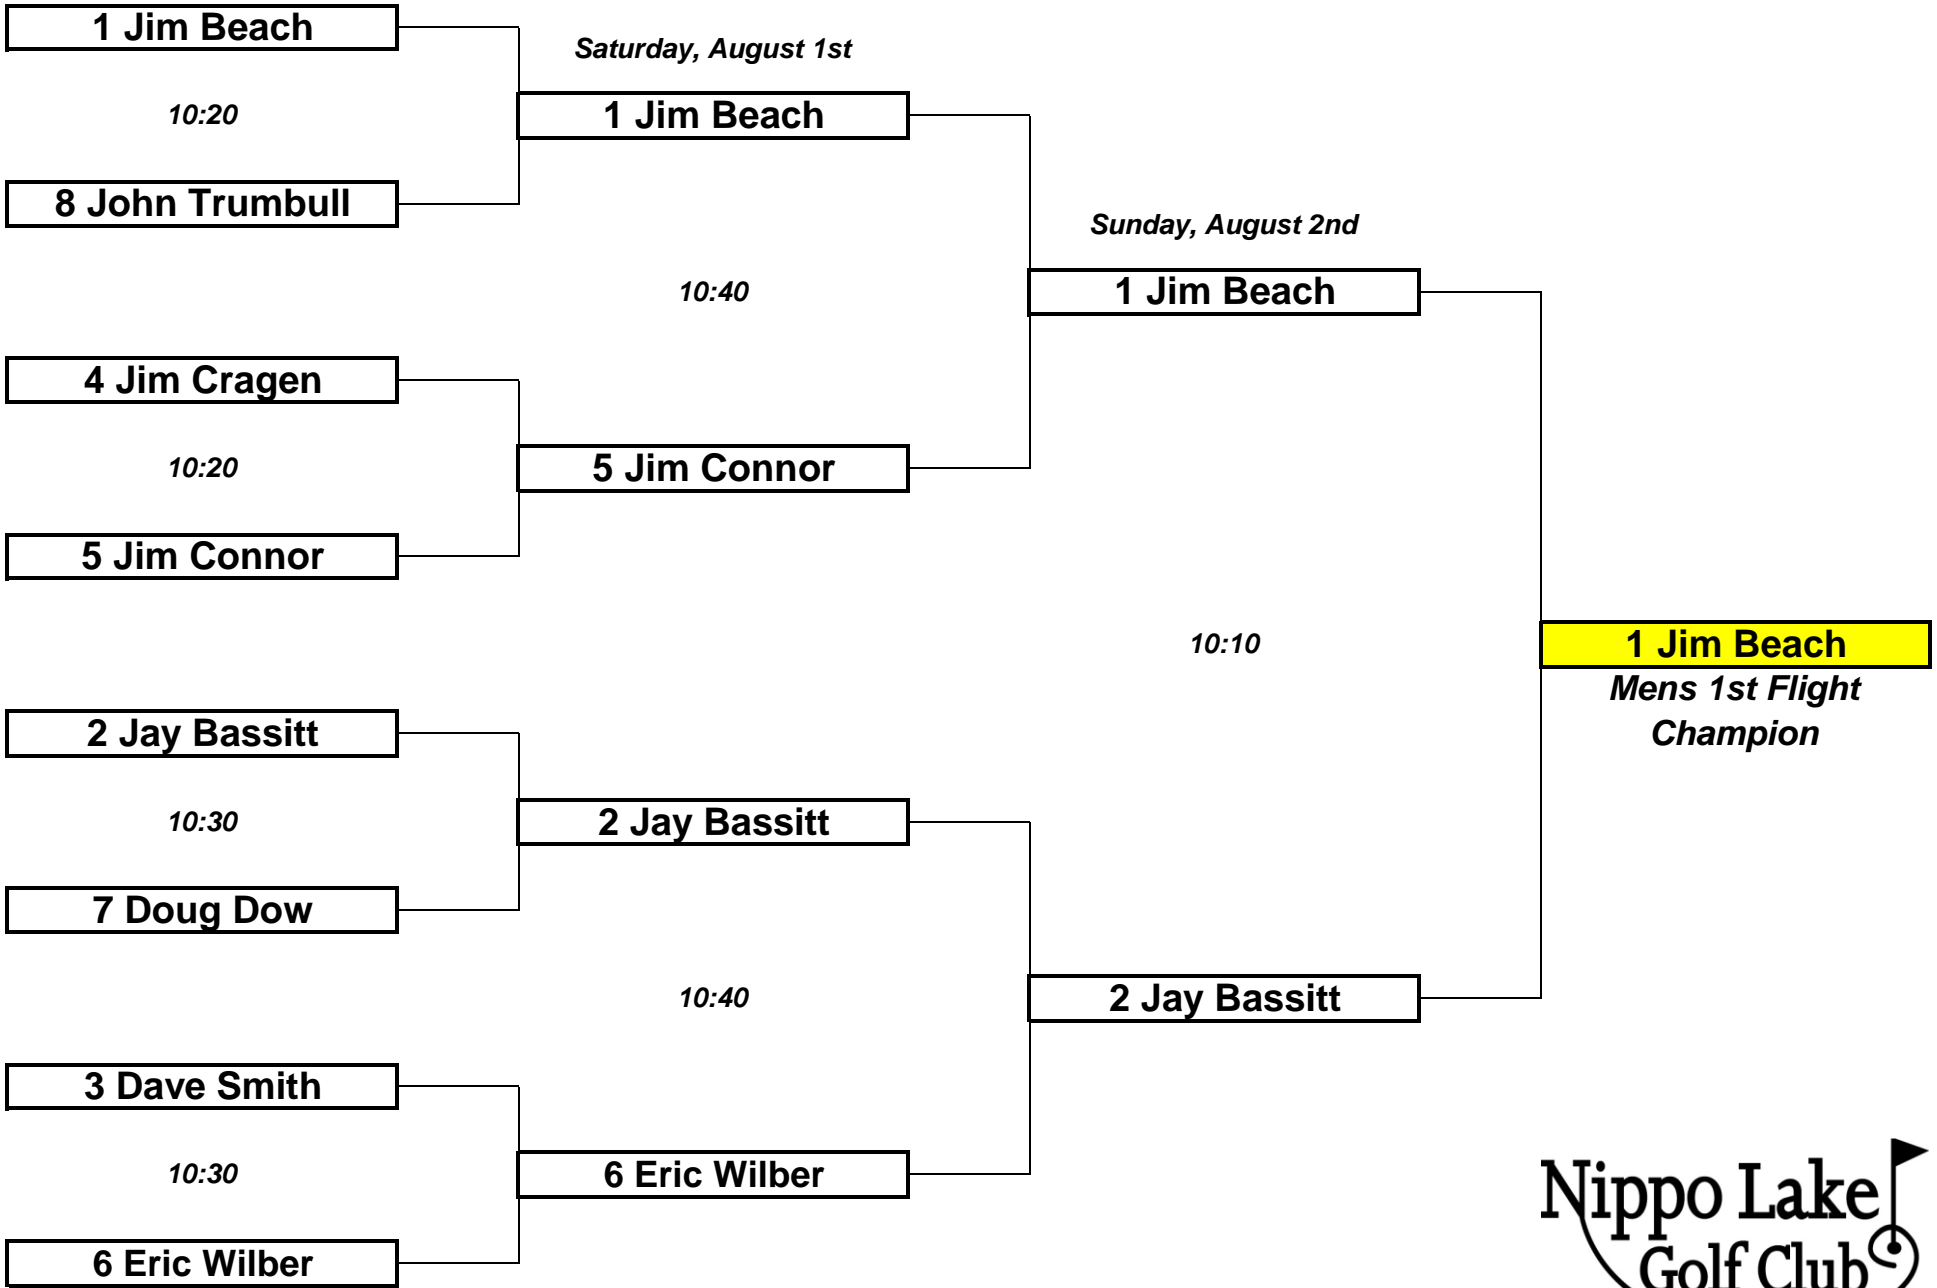 1 Jim Beach
Saturday, August 1st
10:20
1 Jim Beach
8 John Trumbull
Sunday, August 2nd
10:40
1 Jim Beach
4 Jim Cragen
10:20
5 Jim Connor
5 Jim Connor
10:10
1 Jim Beach
Mens 1st Flight
Champion
2 Jay Bassitt
10:30
2 Jay Bassitt
7 Doug Dow
10:40
2 Jay Bassitt
3 Dave Smith
10:30
6 Eric Wilber
6 Eric Wilber
Nippo Lake
Golf Club